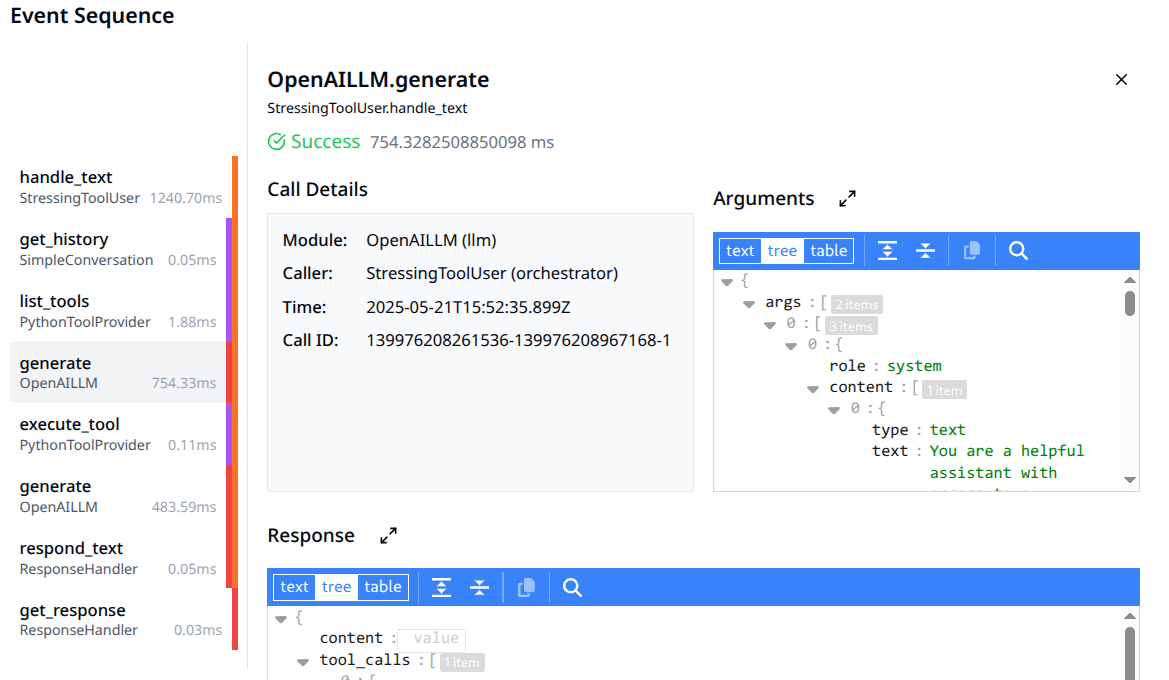 Event Sequence
handle_text
StressingToolUser 1240.70ms
get_history
SimpleConversation 0.05ms
list_tools
PythonToolProvider 1.88ms
generate
OpenAILLM 754.33ms
execute_tool
PythonToolProvider 0.11ms
generate
OpenAILLM 483.59ms
respond_text
ResponseHandler 0.05ms
get_response
ResponseHandler 0.03ms
OpenAILLM.generate
StressingToolUser.handle_text
Success 754.3282508850098 ms
Call Details
Module: OpenAILLM (llm)
Caller: StressingToolUser (orchestrator)
Time: 2025-05-21T15:52:35.899Z
Call ID: 139976208261536-139976208967168-1
Arguments
text tree table
{
args : [ 2 items
0 : [ 3 items
0 : {
role : system
content : [ 1 item
0 : {
type : text
text : You are a helpful
assistant with
Response
text tree table
{
content : value
tool_calls : [ 1 item
0 : {